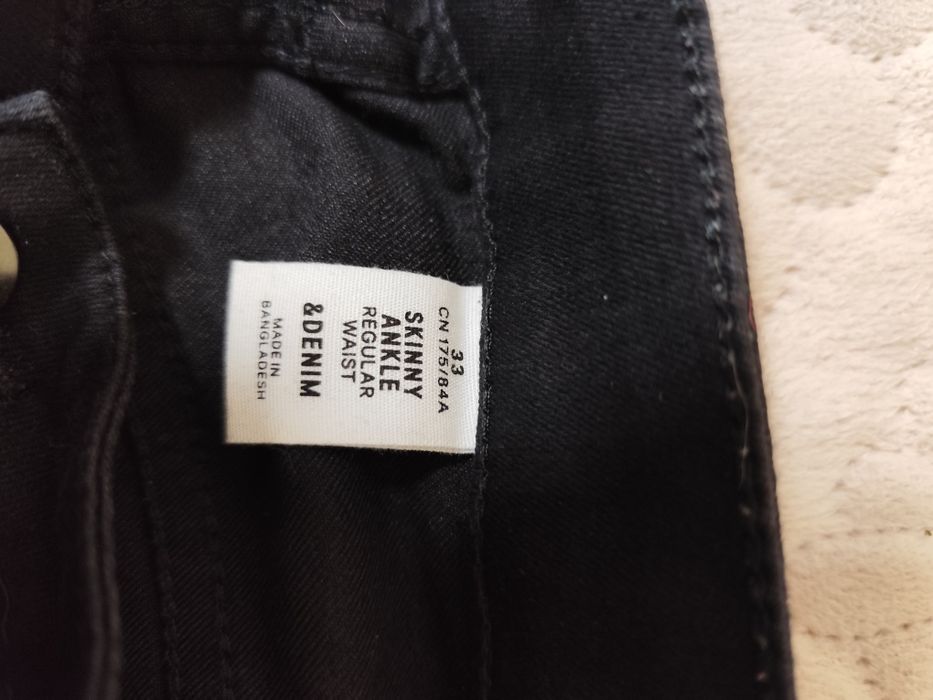 33
CN 175/84A
SKINNY
ANKLE
REGULAR
WAIST
&DENIM
MADE IN
BANGLADESH